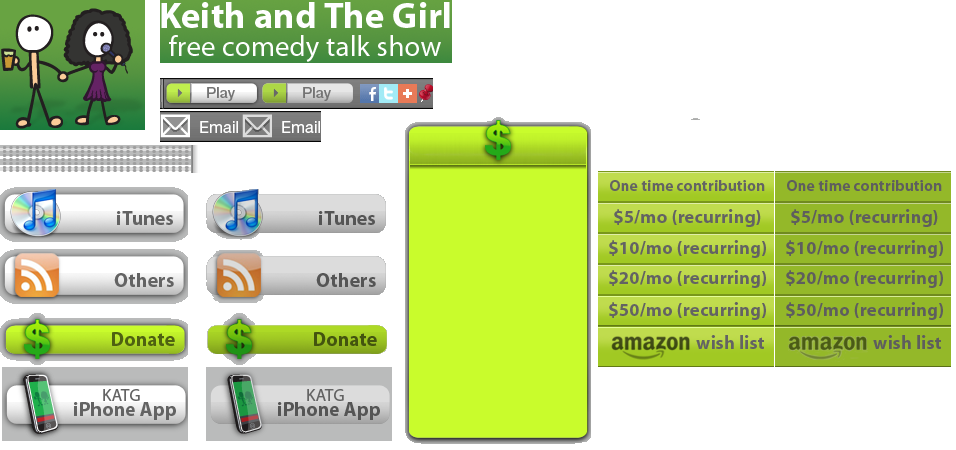 Keith and The Girl
free comedy talk show
Play Play
Email Email
iTunes iTunes
Others Others
Donate Donate
KATG
iPhone App
KATG
iPhone App
$
One time contribution One time contribution
$5/mo (recurring) $5/mo (recurring)
$10/mo (recurring) $10/mo (recurring)
$20/mo (recurring) $20/mo (recurring)
$50/mo (recurring) $50/mo (recurring)
amazon wish list amazon wish list